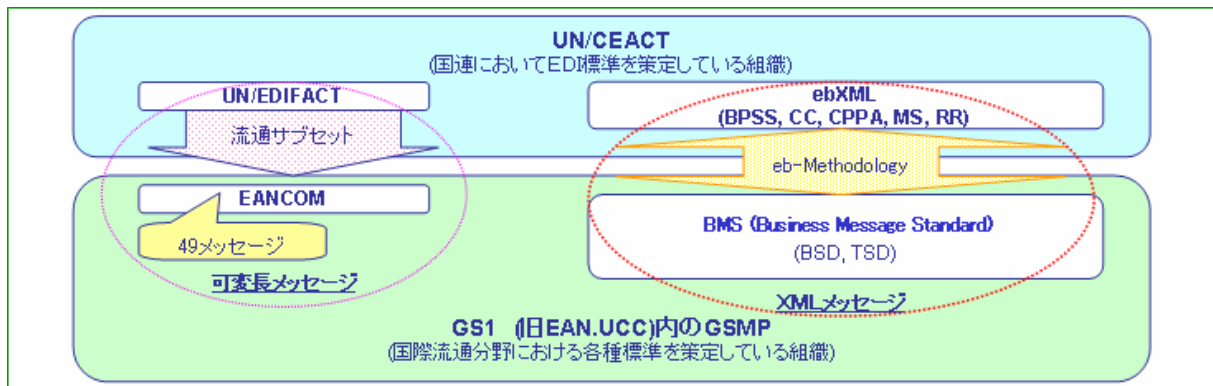 UN/CEACT
(国連においてEDI標準を策定している組織)
UN/EDIFACT
流通サブセット
ebXML
(BPSS, CC, CPPA, MS, RR)
eb-Methodology
EANCOM
49メッセージ
可変長メッセージ
BMS (Business Message Standard)
(BSD, TSD)
XMLメッセージ
GS1 (旧EAN.UCC)内のGSMP
(国際流通分野における各種標準を策定している組織)